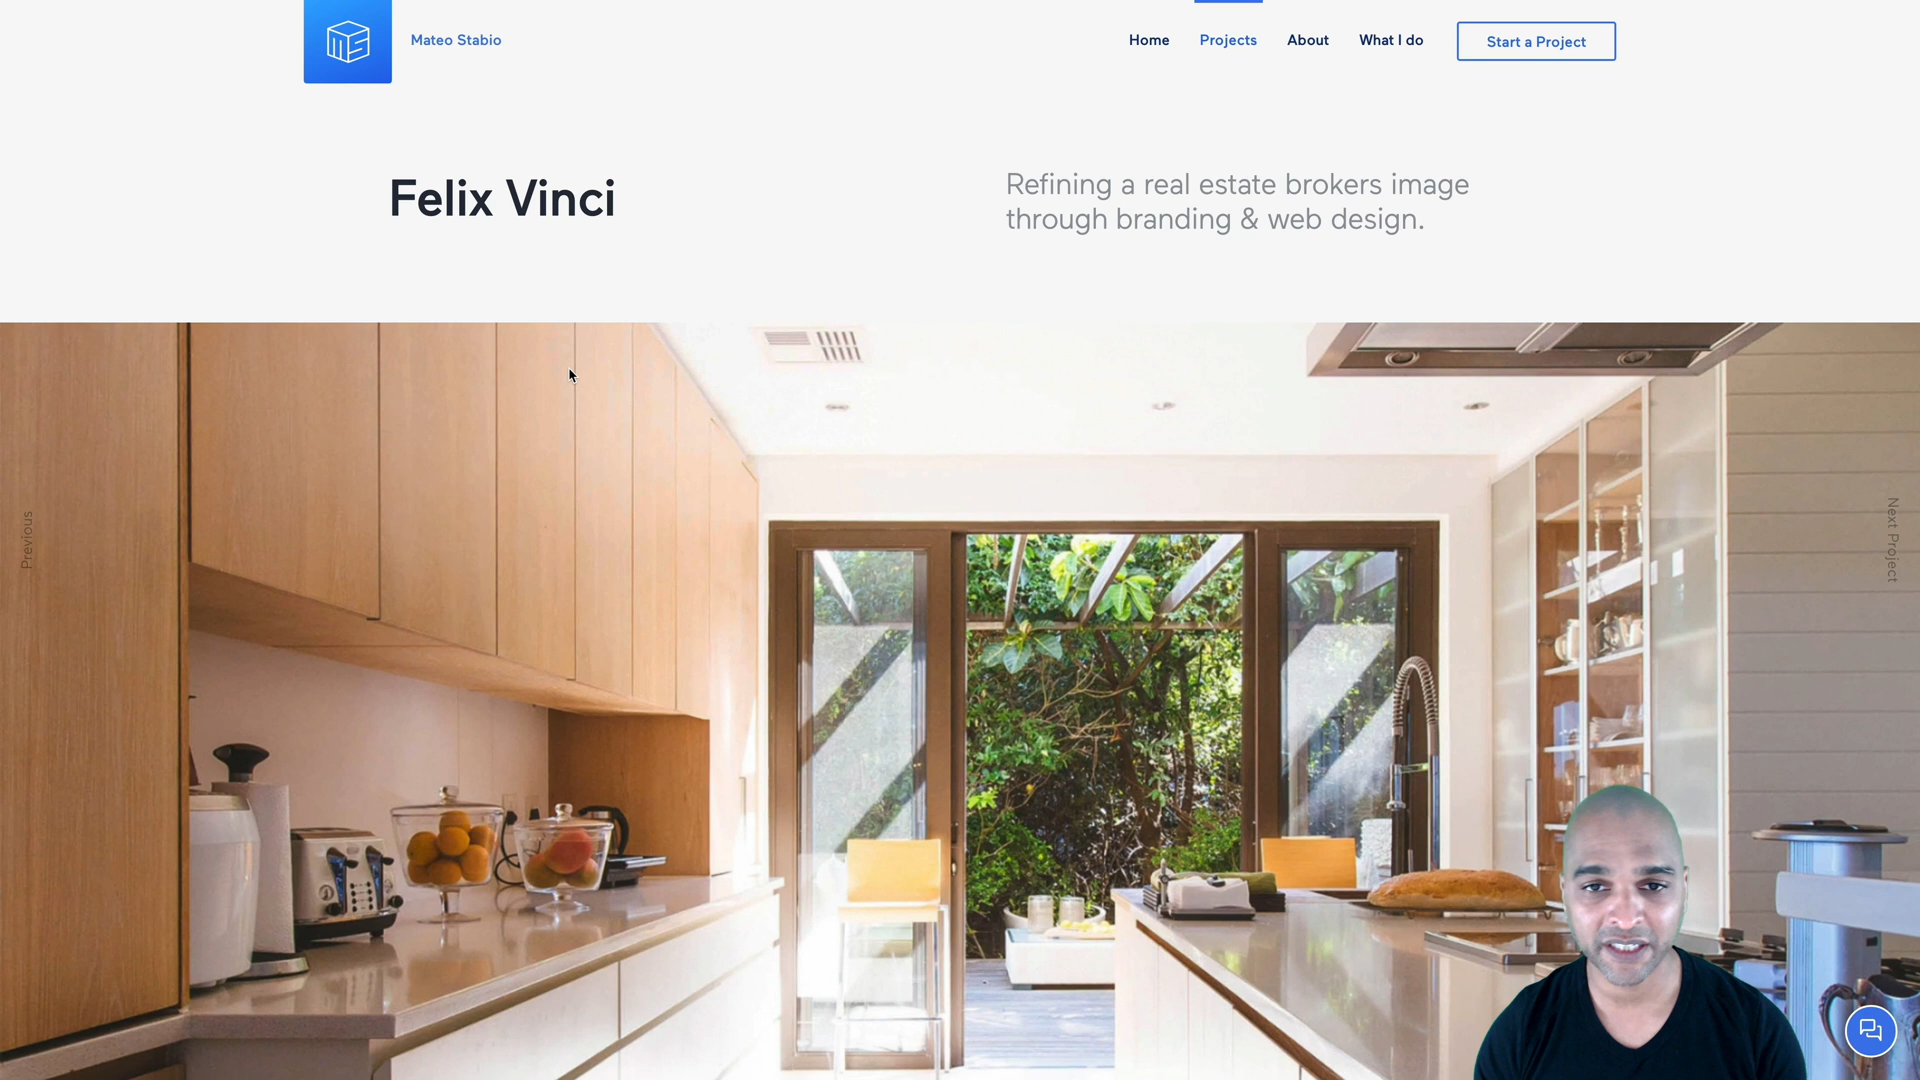 Mateo Stabio
Home
Projects
About
What I do
Start a Project
Felix Vinci
Refining a real estate brokers image
through branding & web design.
Previous
Next Project